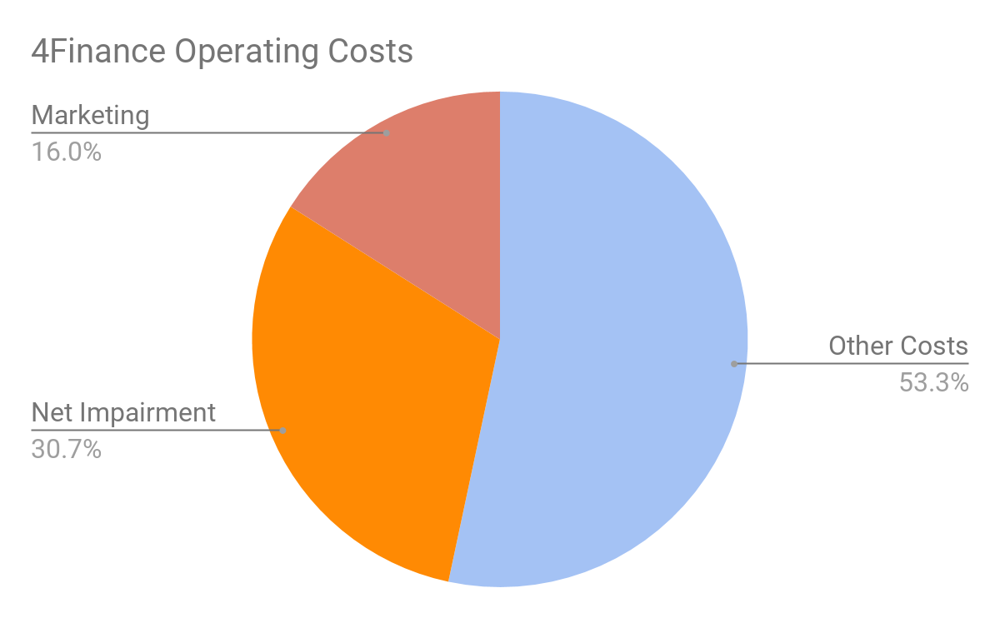 4Finance Operating Costs
Marketing
16.0%
Other Costs
53.3%
Net Impairment
30.7%